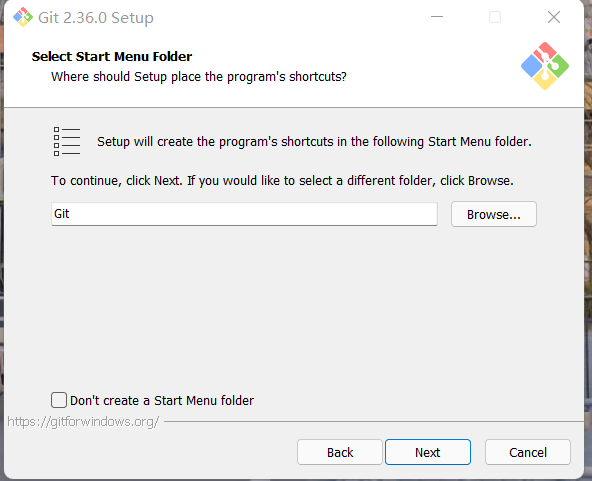 Git 2.36.0 Setup
Select Start Menu Folder
Where should Setup place the program's shortcuts?
Setup will create the program's shortcuts in the following Start Menu folder.
To continue, click Next. If you would like to select a different folder, click Browse.
Git
Browse...
Don't create a Start Menu folder
https://gitforwindows.org/
Back
Next
Cancel